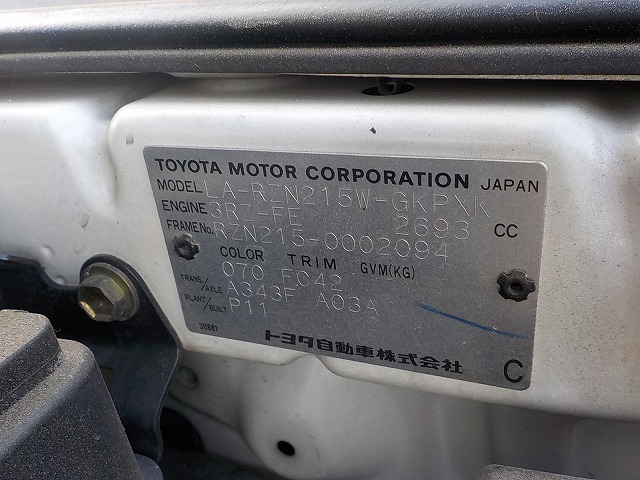 TOYOTA MOTOR CORPORATION JAPAN
MODEL LA-RZN215W-GKPXK
ENGINE 3RZ-FE 2693 CC
FRAME No. RZN215-0002094
COLOR TRIM GVM(KG)
070 F042
TRANS/AXLE A343F A03A
PLANT/BUILT P11
30881
トヨタ自動車株式会社
C